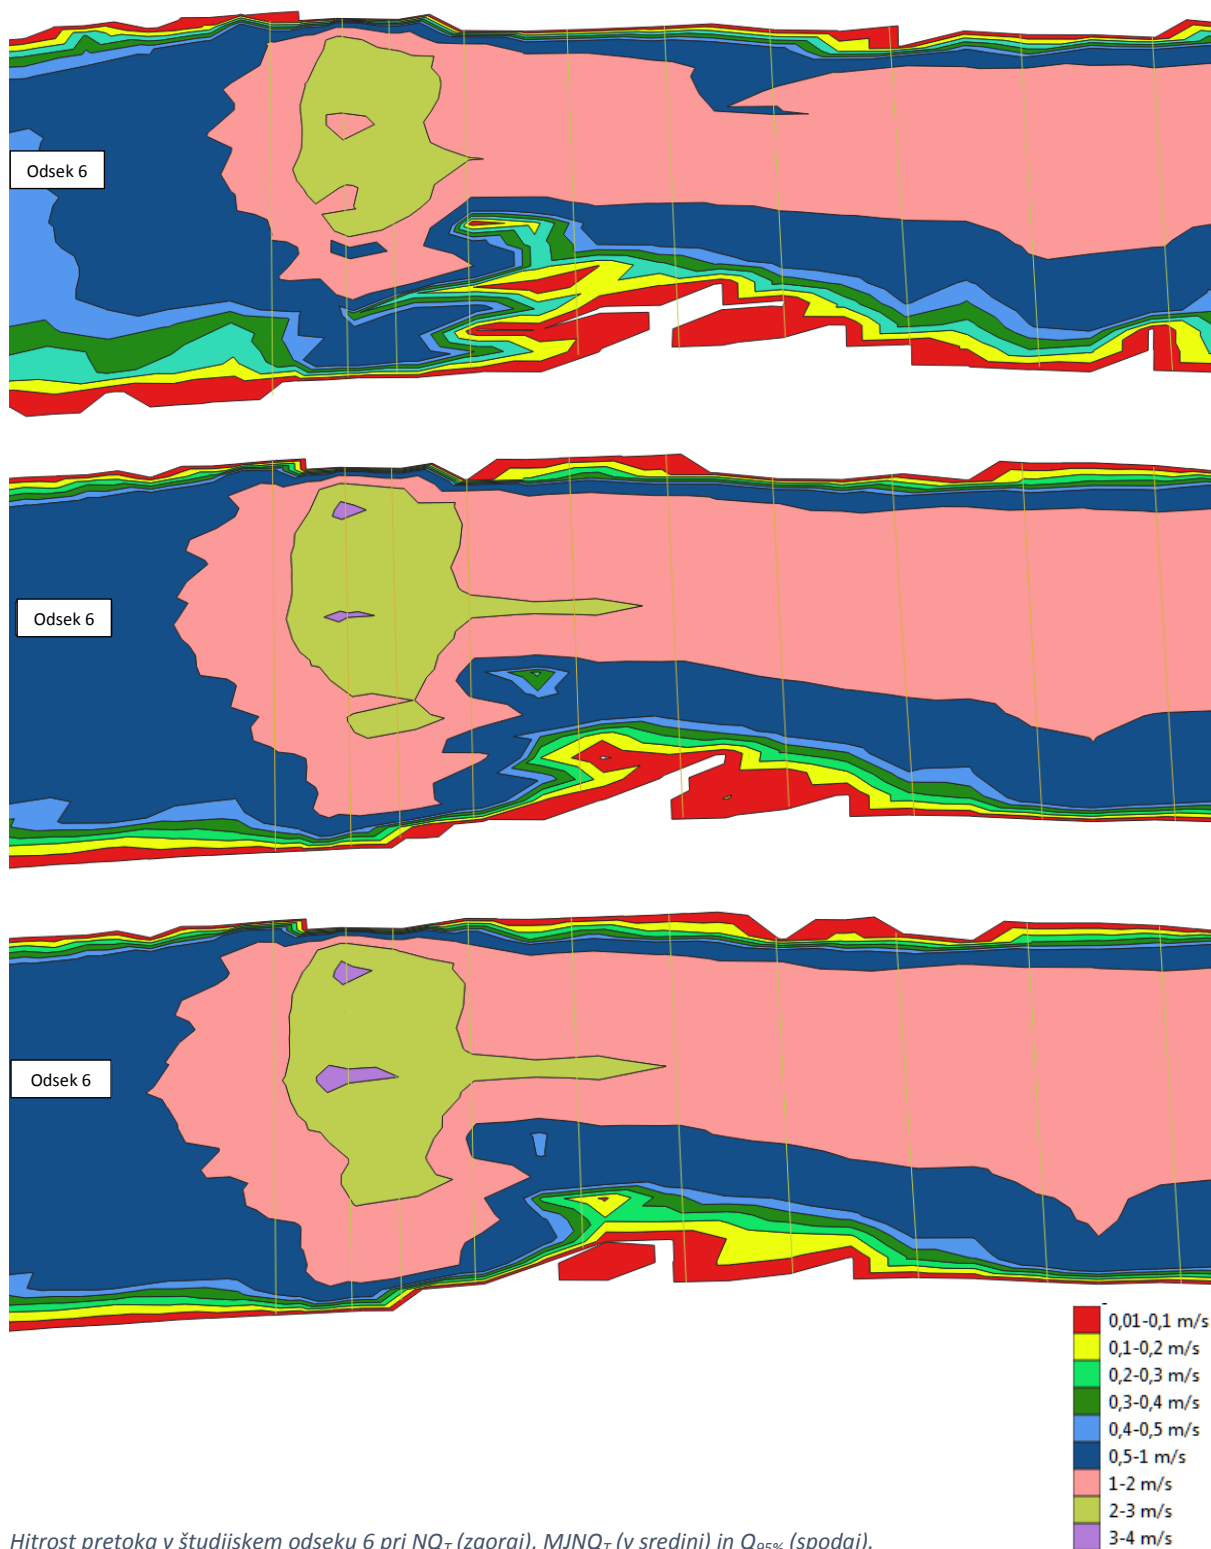 Odsek 6
Odsek 6
Odsek 6
0,01-0,1 m/s
0,1-0,2 m/s
0,2-0,3 m/s
0,3-0,4 m/s
0,4-0,5 m/s
0,5-1 m/s
1-2 m/s
2-3 m/s
3-4 m/s
Hitrost pretoka v študijskem odseku 6 pri NQT (zgoraj), MJNQT (v sredini) in Q95% (spodaj).